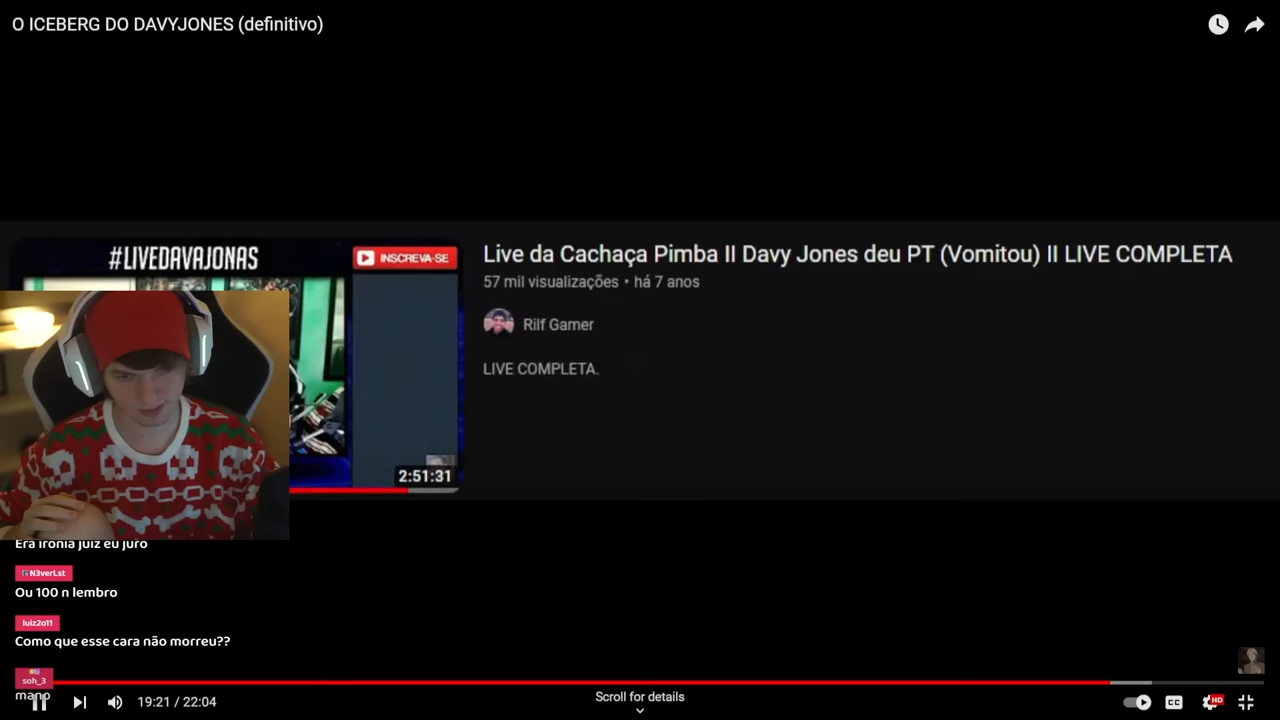 O ICEBERG DO DAVYJONES (definitivo)
#LIVEDAVAJONAS
INSCREVA-SE
Live da Cachaça Pimba II Davy Jones deu PT (Vomitou) II LIVE COMPLETA
57 mil visualizações • há 7 anos
Rilf Gamer
LIVE COMPLETA.
2:51:31
Era ironia juiz eu juro
N3verLst
Ou 100 n lembro
luiz2o11
Como que esse cara não morreu??
soh_3
mano
19:21 / 22:04
Scroll for details
CC
HD